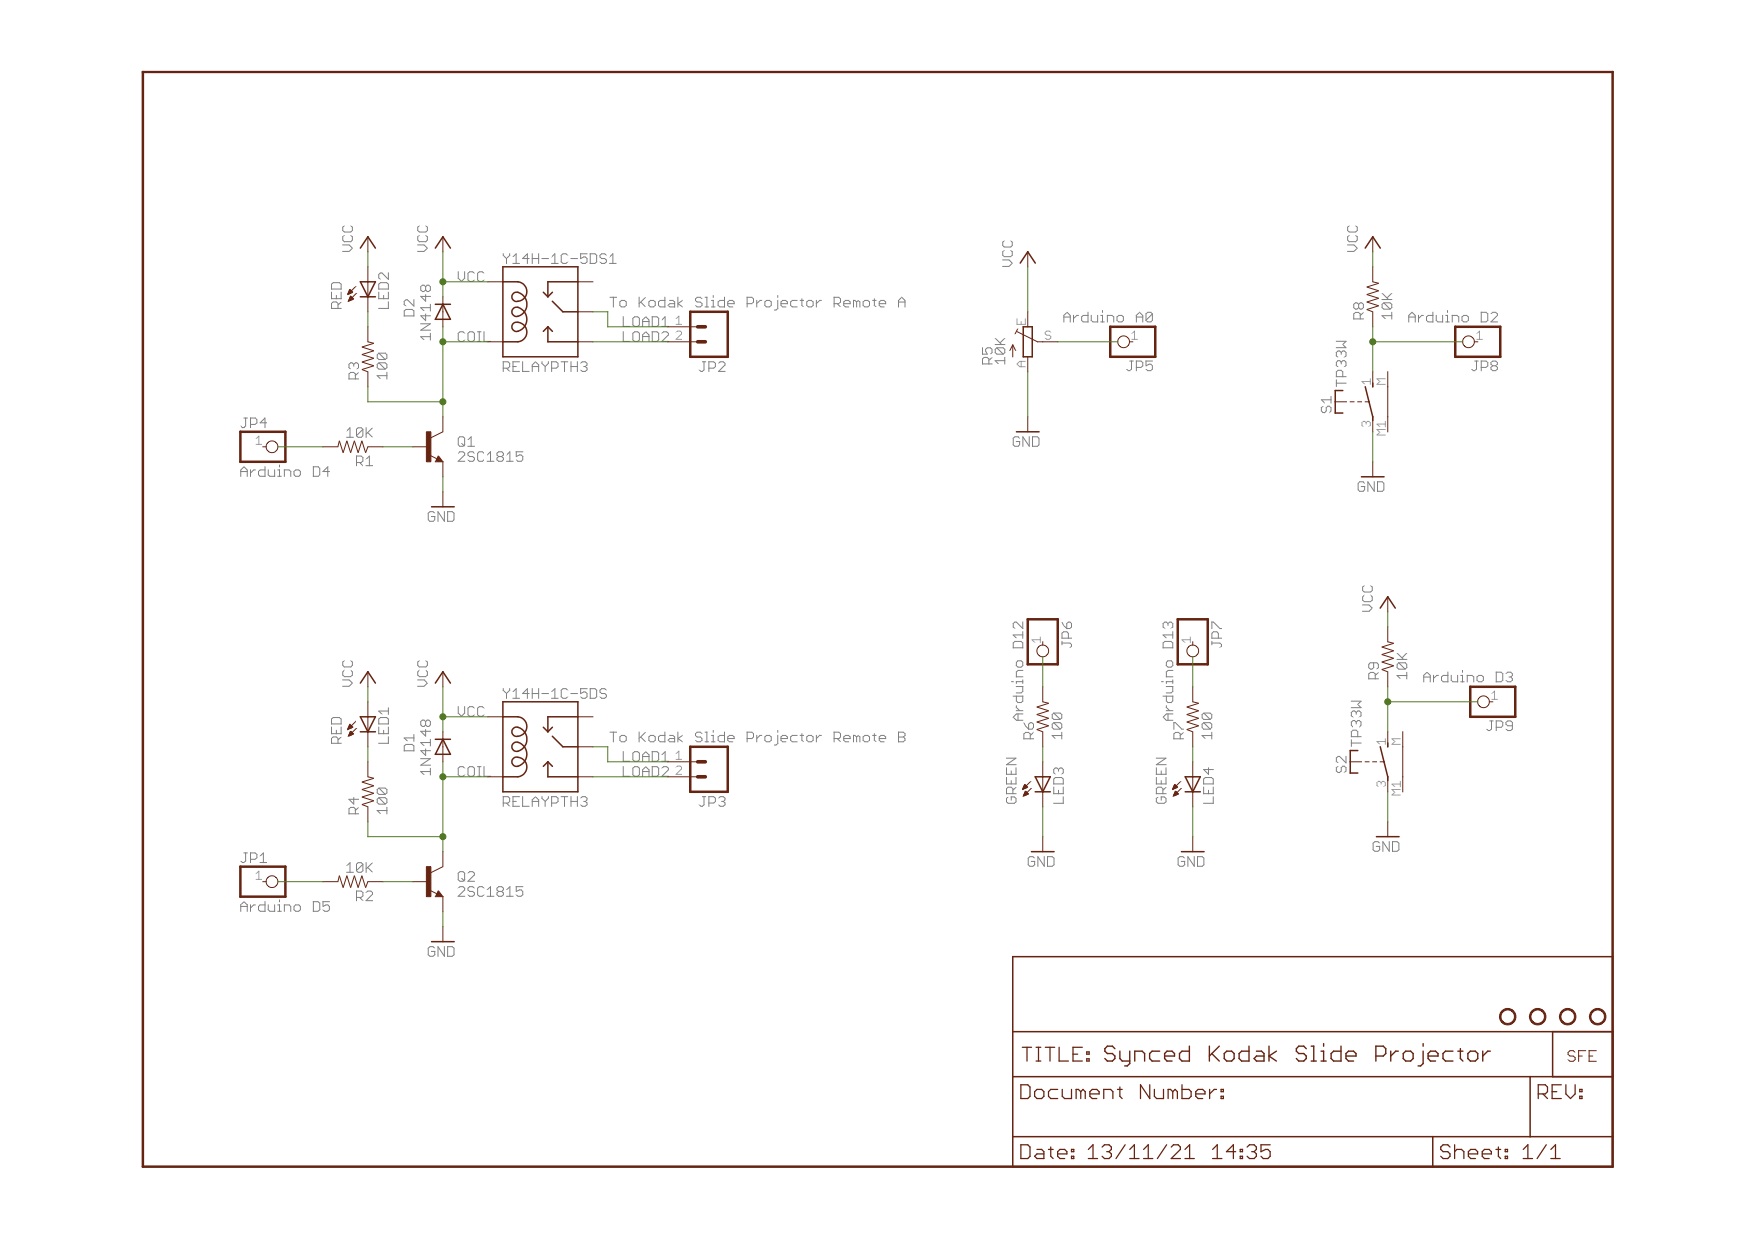 VCC
RED
LED2
R3
100
VCC
D2
1N4148
VCC
COIL
Y14H-1C-5DS1
RELAYPTH3
To Kodak Slide Projector Remote A
LOAD1 1
LOAD2 2
JP2
JP4
1
Arduino D4
10K
R1
Q1
2SC1815
GND
VCC
R5
10K
E
S
A
GND
Arduino A0
1
JP5
VCC
R8
10K
Arduino D2
1
JP8
S1
TP33W
1
M
3
M1
GND
VCC
RED
LED1
R4
100
VCC
D1
1N4148
VCC
COIL
Y14H-1C-5DS
RELAYPTH3
To Kodak Slide Projector Remote B
LOAD1 1
LOAD2 2
JP3
JP1
1
Arduino D5
10K
R2
Q2
2SC1815
GND
Arduino D12
1
JP6
R6
100
GREEN
LED3
GND
Arduino D13
1
JP7
R7
100
GREEN
LED4
GND
VCC
R9
10K
Arduino D3
1
JP9
S2
TP33W
1
M
3
M1
GND
TITLE: Synced Kodak Slide Projector
SFE
Document Number:
REV:
Date: 13/11/21 14:35
Sheet: 1/1